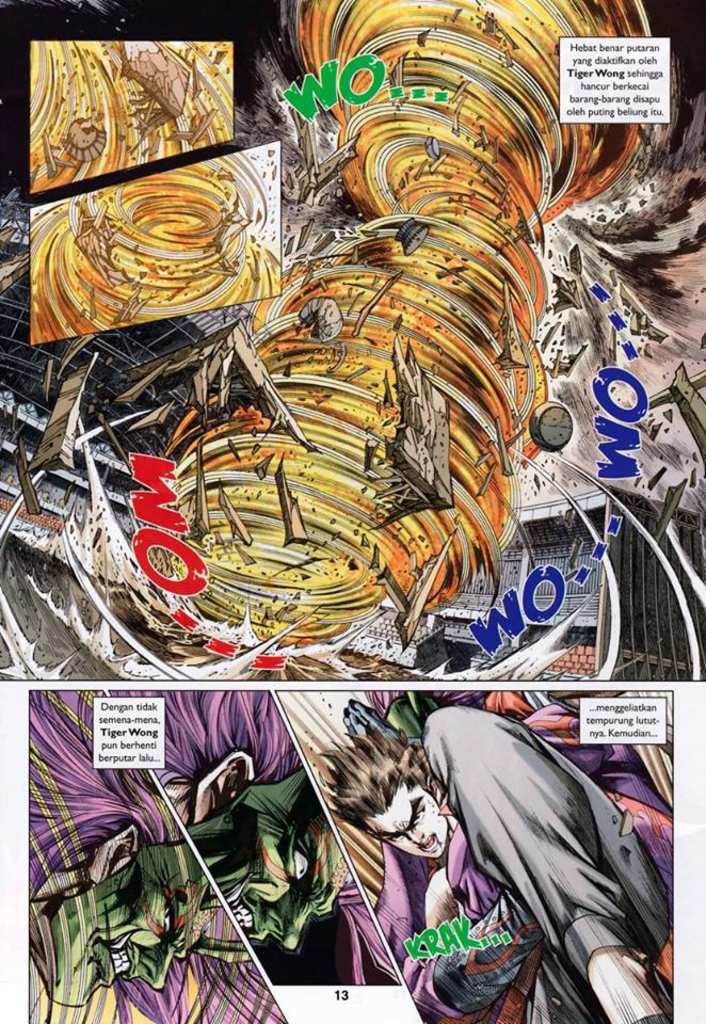 Hebat benar putaran
yang diaktifkan oleh
Tiger Wong sehingga
hancur berkecai
barang-barang disapu
oleh puting beliung itu.
WO...
WO...
WO...
WO...
Dengan tidak
semena-mena,
Tiger Wong
pun berhenti
berputar lalu...
...menggeliatkan
tempurung lutut-
nya. Kemudian...
KRAK...
13